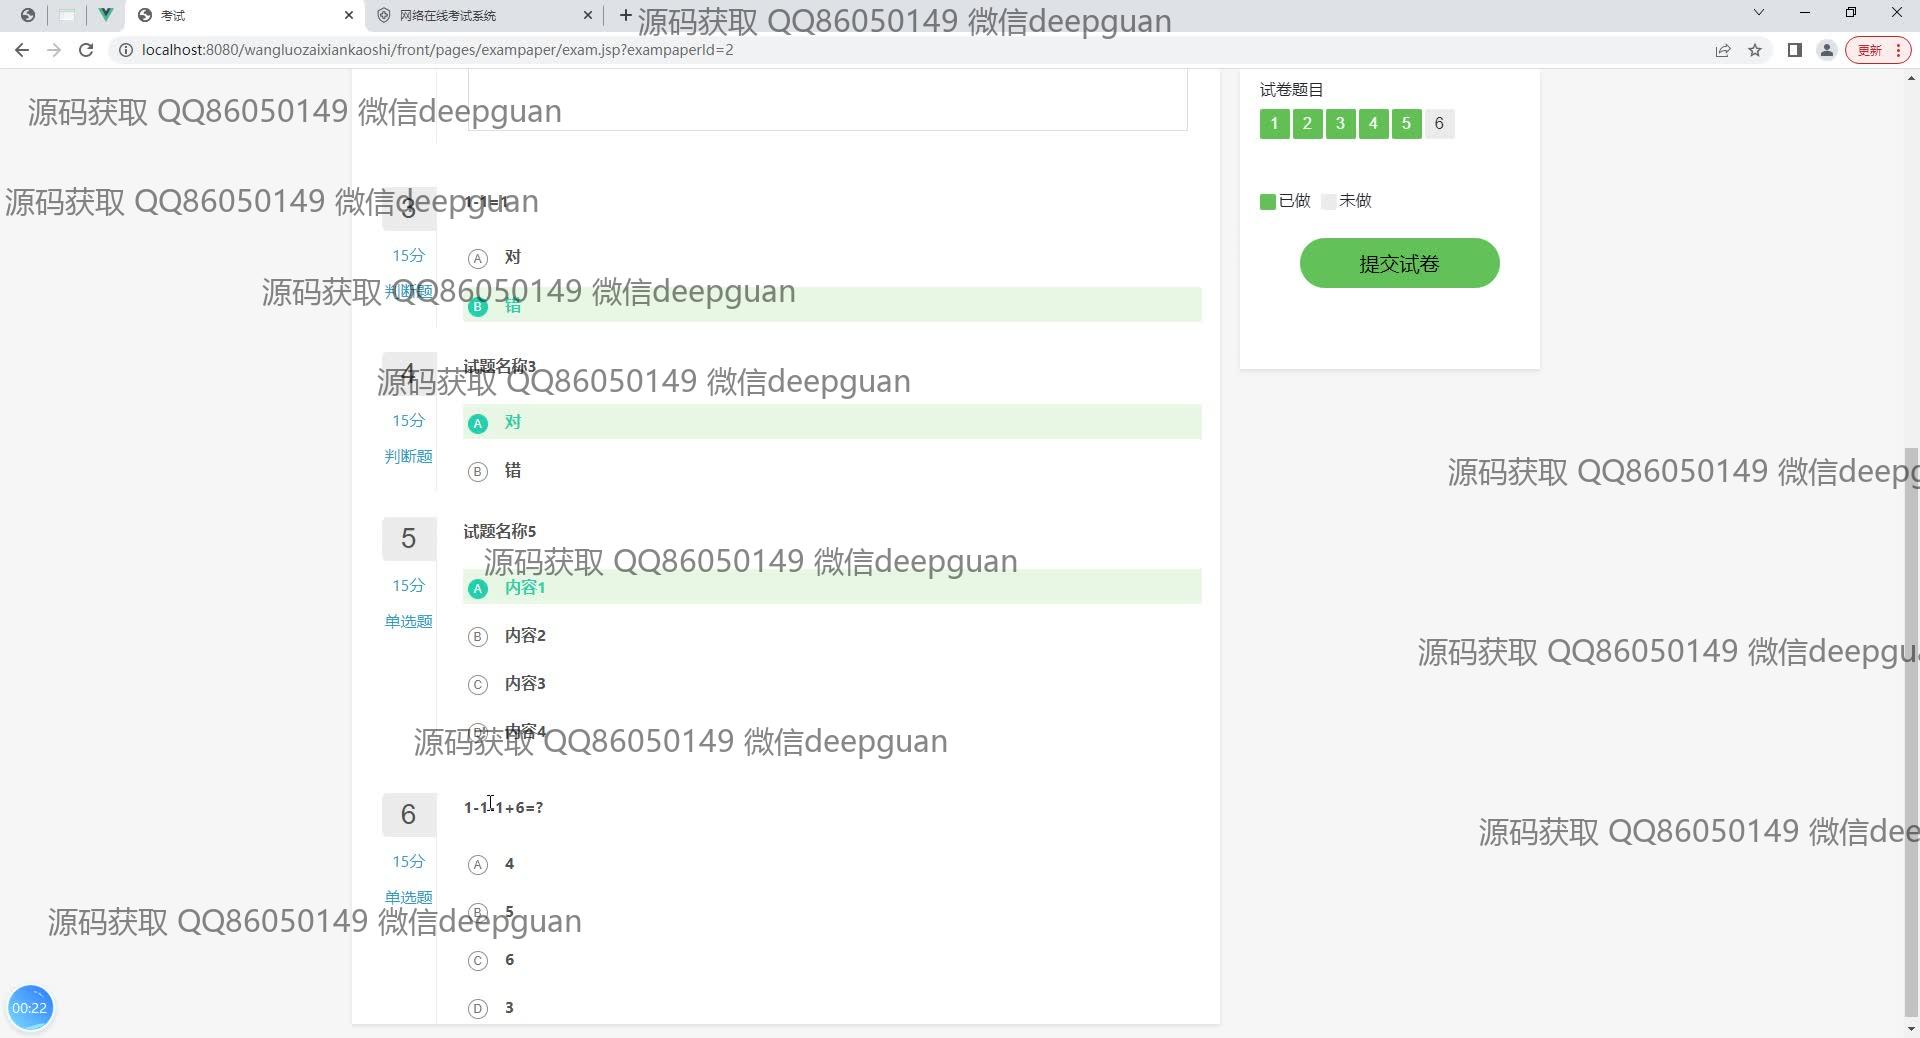 考试
网络在线考试系统
源码获取 QQ86050149 微信deepguan
localhost:8080/wangluozaixiankaoshi/front/pages/exampaper/exam.jsp?exampaperId=2
更新
试卷题目
源码获取 QQ86050149 微信deepguan
1 2 3 4 5 6
源码获取 QQ86050149 微信deepguan
3
1-1=1
已做 未做
15分
A 对
提交试卷
判断题
源码获取 QQ86050149 微信deepguan
B 错
4
试题名称3
源码获取 QQ86050149 微信deepguan
15分
A 对
判断题
B 错
源码获取 QQ86050149 微信deepg
5
试题名称5
源码获取 QQ86050149 微信deepguan
15分
A 内容1
单选题
B 内容2
源码获取 QQ86050149 微信deepgu
C 内容3
D 内容4
源码获取 QQ86050149 微信deepguan
6
1-1-1+6=?
源码获取 QQ86050149 微信dee
15分
A 4
单选题
B 5
源码获取 QQ86050149 微信deepguan
C 6
D 3
00:22